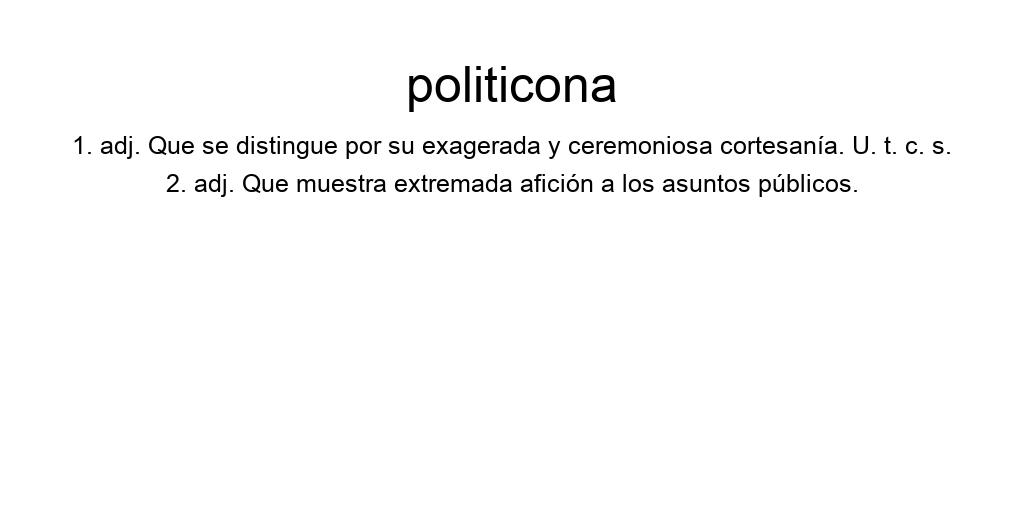 politicona
1. adj. Que se distingue por su exagerada y ceremoniosa cortesanía. U. t. c. s.
2. adj. Que muestra extremada afición a los asuntos públicos.